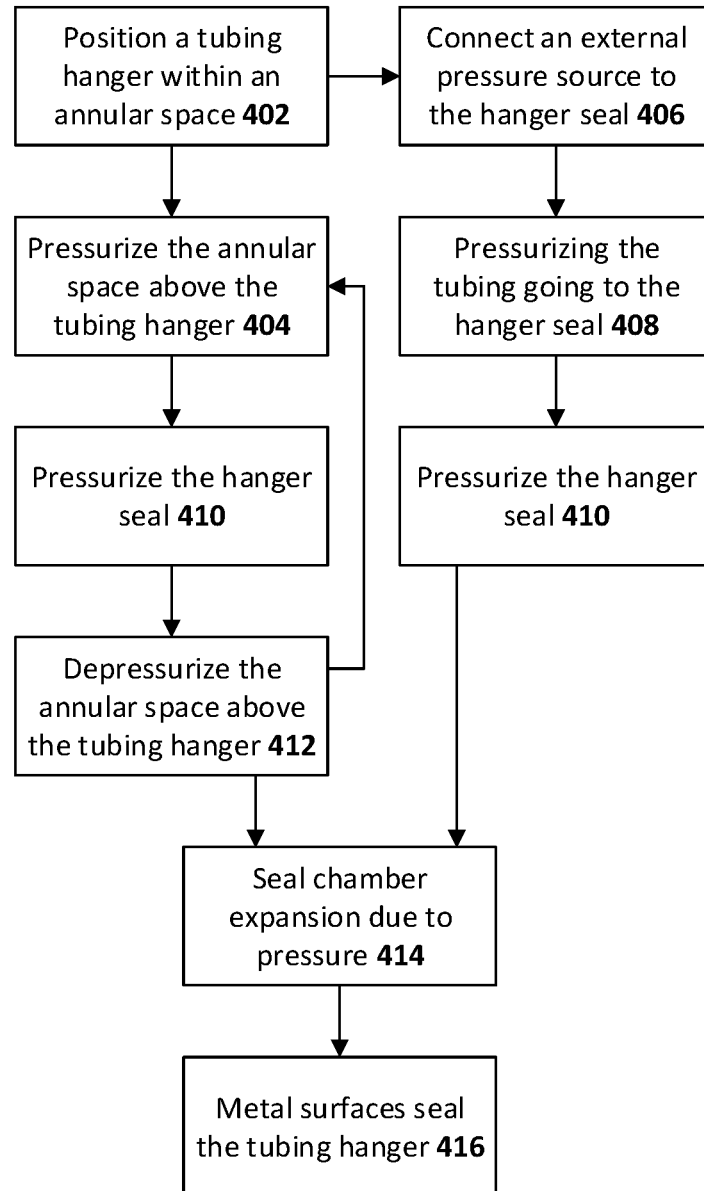 Position a tubing
hanger within an
annular space 402
Connect an external
pressure source to
the hanger seal 406
Pressurize the annular
space above the
tubing hanger 404
Pressurizing the
tubing going to the
hanger seal 408
Pressurize the hanger
seal 410
Pressurize the hanger
seal 410
Depressurize the
annular space above
the tubing hanger 412
Seal chamber
expansion due to
pressure 414
Metal surfaces seal
the tubing hanger 416